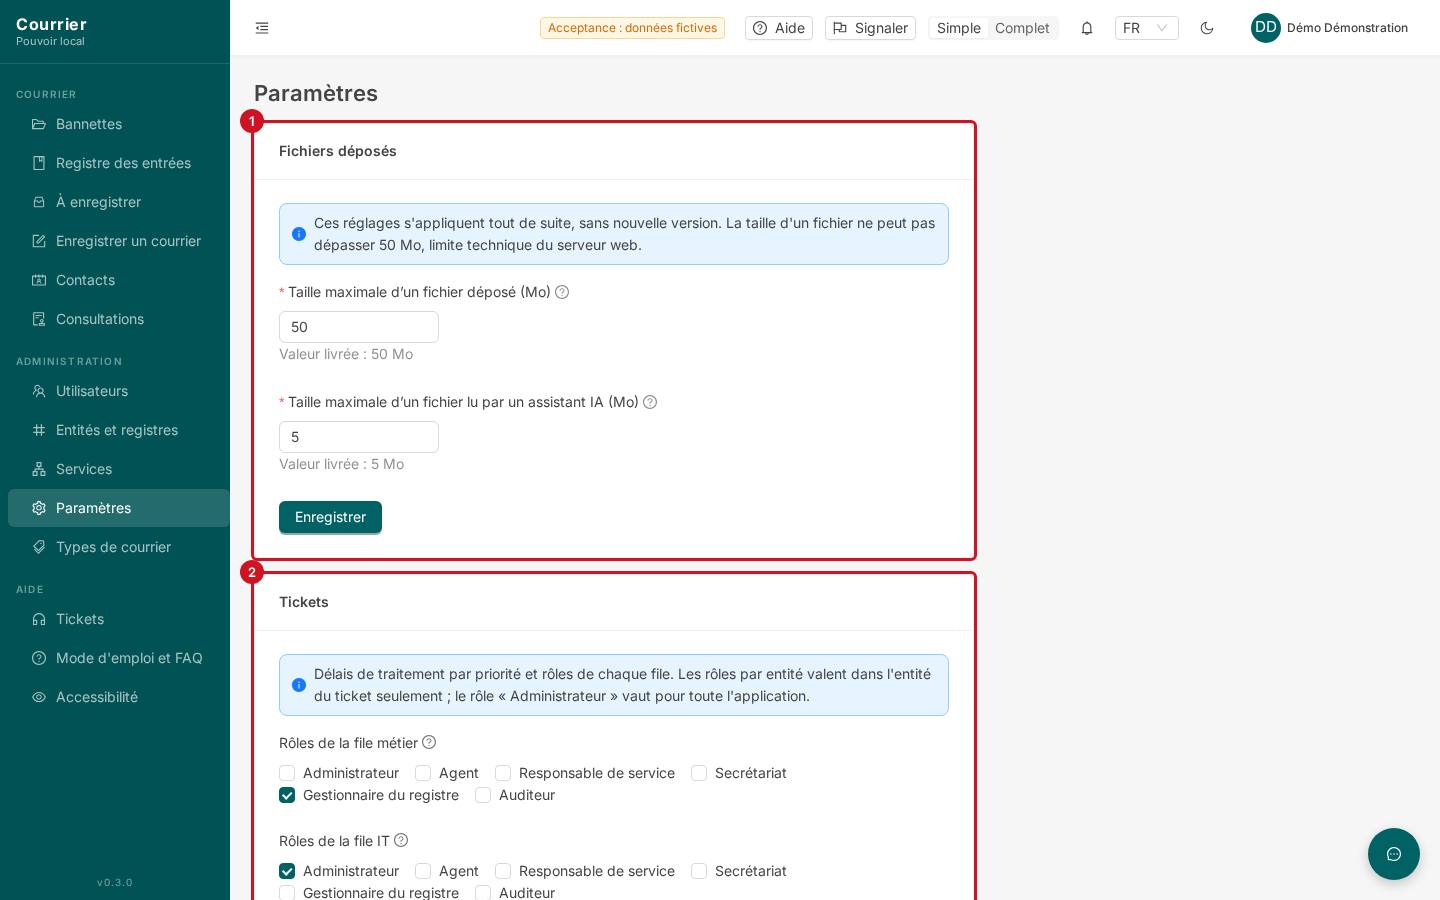 Courrier
Pouvoir local
Acceptance : données fictives
Aide
Signaler
Simple
Complet
FR
DD
Démo Démonstration
COURRIER
Bannettes
Registre des entrées
À enregistrer
Enregistrer un courrier
Contacts
Consultations
ADMINISTRATION
Utilisateurs
Entités et registres
Services
Paramètres
Types de courrier
AIDE
Tickets
Mode d'emploi et FAQ
Accessibilité
v0.3.0
Paramètres
1
Fichiers déposés
Ces réglages s'appliquent tout de suite, sans nouvelle version. La taille d'un fichier ne peut pas
dépasser 50 Mo, limite technique du serveur web.
* Taille maximale d’un fichier déposé (Mo)
50
Valeur livrée : 50 Mo
* Taille maximale d’un fichier lu par un assistant IA (Mo)
5
Valeur livrée : 5 Mo
Enregistrer
2
Tickets
Délais de traitement par priorité et rôles de chaque file. Les rôles par entité valent dans l'entité
du ticket seulement ; le rôle « Administrateur » vaut pour toute l'application.
Rôles de la file métier
Administrateur Agent Responsable de service Secrétariat
Gestionnaire du registre Auditeur
Rôles de la file IT
Administrateur Agent Responsable de service Secrétariat
Gestionnaire du registre Auditeur